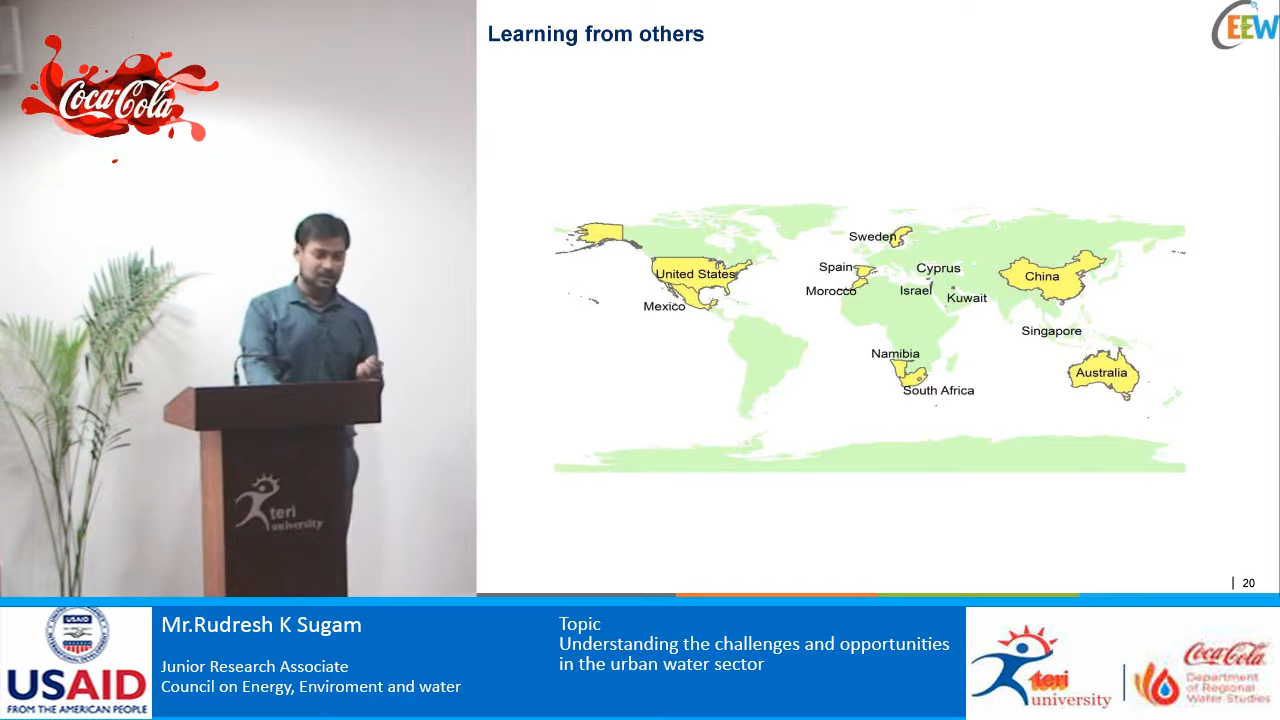 Learning from others
CEEW
Coca-Cola
Sweden
Spain
Cyprus
China
United States
Morocco
Israel
Kuwait
Mexico
Singapore
Namibia
Australia
South Africa
teri
university
20
USAID
USAID
FROM THE AMERICAN PEOPLE
Mr.Rudresh K Sugam
Junior Research Associate
Council on Energy, Enviroment and water
Topic
Understanding the challenges and opportunities
in the urban water sector
teri
university
Coca-Cola
Department
of Regional
Water Studies